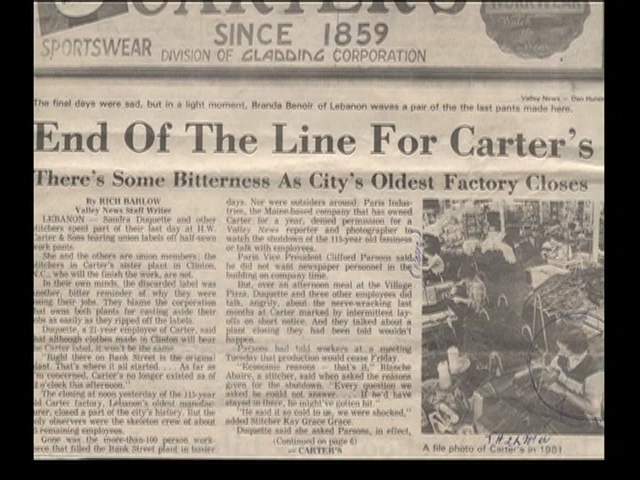 CARTER'S
WORKWEAR
Watch
the
Wear
SPORTSWEAR
SINCE 1859
DIVISION OF GLADDING CORPORATION
Valley News — Dan
The final days were sad, but in a light moment, Branda Benoir of Lebanon waves a pair of the the last pants made here.
End Of The Line For Carter's
There's Some Bitterness As City's Oldest Factory Closes
By RICH BARLOW
Valley News Staff Writer
LEBANON — Sandra Duquette and other
titchers spent part of their last day at H.W.
Carter & Sons tearing union labels off half-sewn
work pants.
She and the others are union members; the
titchers in Carter's sister plant in Clinton,
N.C., who will finish the work, are not.
In their own minds, the discarded label was
nother, bitter reminder of why they were
osing their jobs. They blame the corporation
hat owns both plants for casting aside their
obs as easily as they ripped off the labels.
Duquette, a 21-year employee of Carter, said
hat although clothes made in Clinton will bear
he Carter label, it won't be the same.
"Right there on Bank Street is the original
plant. That's where it all started. . . . As far as
m concerned, Carter's no longer existed as of
2 o'clock this afternoon."
The closing at noon yesterday of the 115-year
ld Carter factory, Lebanon's oldest manufac-
urer, closed a part of the city's history. But the
nly observers were the skeleton crew of about
remaining employees.
Gone was the more-than-100 person work-
orce that filled the Bank Street plant in busier
days. Nor were outsiders around. Paris Indus-
tries, the Maine-based company that has owned
Carter for a year, denied permission for a
Valley News reporter and photographer to
watch the shutdown of the 115-year old business
or talk with employees.
Paris Vice President Clifford Parsons said
he did not want newspaper personnel in the
building on company time.
But, over an afternoon meal at the Village
Pizza, Duquette and three other employees did
talk, angrily, about the nerve-wracking last
months at Carter marked by intermittent lay-
offs on short notice. And they talked about a
plant closing they had been told wouldn't
happen.
Parsons had told workers at a meeting
Tuesday that production would cease Friday.
"Economic reasons — that's it," Blanche
Abaire, a stitcher, said when asked the reasons
given for the shutdown. "Every question we
asked he could not answer. . . . If he'd have
stayed in there, he might've gotten hit."
"He said it so cold to us, we were shocked,"
added Stitcher Kay Grace Grace.
Duquette said she asked Parsons, in effect,
(Continued on page 6)
— CARTER'S
A file photo of Carter's in 1981